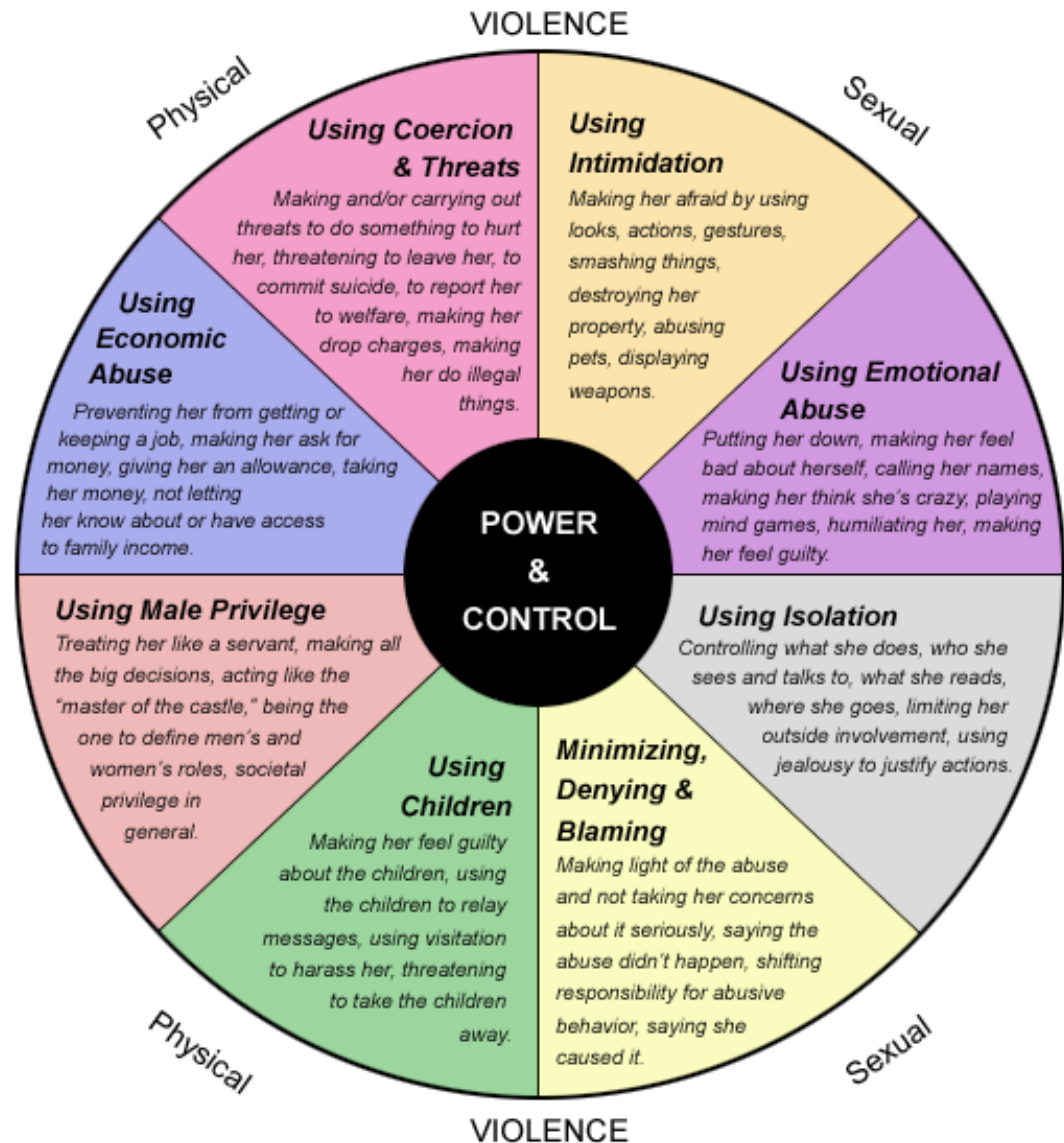 VIOLENCE
Physical
Sexual
Using Coercion
& Threats
Making and/or carrying out
threats to do something to hurt
her, threatening to leave her, to
commit suicide, to report her
to welfare, making her
drop charges, making
her do illegal
things.
Using
Intimidation
Making her afraid by using
looks, actions, gestures,
smashing things,
destroying her
property, abusing
pets, displaying
weapons.
Using
Economic
Abuse
Preventing her from getting or
keeping a job, making her ask for
money, giving her an allowance, taking
her money, not letting
her know about or have access
to family income.
Using Emotional
Abuse
Putting her down, making her feel
bad about herself, calling her names,
making her think she’s crazy, playing
mind games, humiliating her, making
her feel guilty.
POWER
&
CONTROL
Using Male Privilege
Treating her like a servant, making all
the big decisions, acting like the
“master of the castle,” being the
one to define men’s and
women’s roles, societal
privilege in
general.
Using Isolation
Controlling what she does, who she
sees and talks to, what she reads,
where she goes, limiting her
outside involvement, using
jealousy to justify actions.
Using
Children
Making her feel guilty
about the children, using
the children to relay
messages, using visitation
to harass her, threatening
to take the children
away.
Minimizing,
Denying &
Blaming
Making light of the abuse
and not taking her concerns
about it seriously, saying the
abuse didn’t happen, shifting
responsibility for abusive
behavior, saying she
caused it.
Physical
Sexual
VIOLENCE